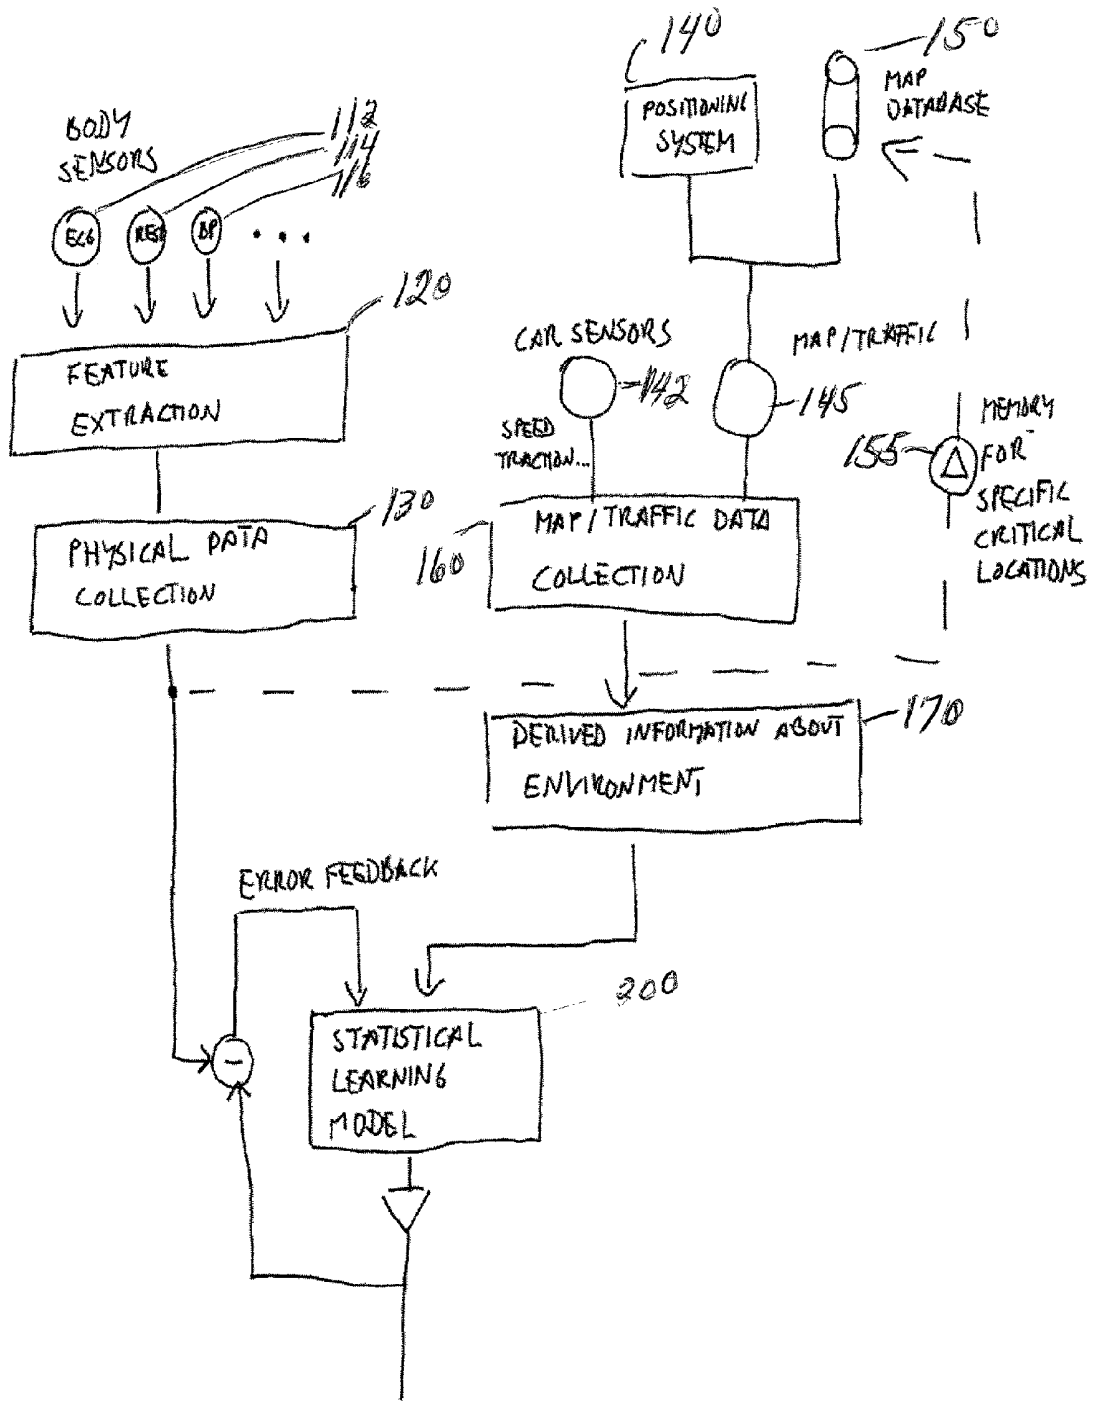 140
150
POSITIONING
SYSTEM
MAP
DATABASE
BODY
SENSORS
112
114
116
ECG
RESP
BP
...
120
FEATURE
EXTRACTION
CAR SENSORS
142
MAP/TRAFFIC
145
SPEED
TRACTION...
155
MEMORY
FOR
SPECIFIC
CRITICAL
LOCATIONS
130
PHYSICAL DATA
COLLECTION
160
MAP/TRAFFIC DATA
COLLECTION
170
DERIVED INFORMATION ABOUT
ENVIRONMENT
ERROR FEEDBACK
200
-
STATISTICAL
LEARNING
MODEL